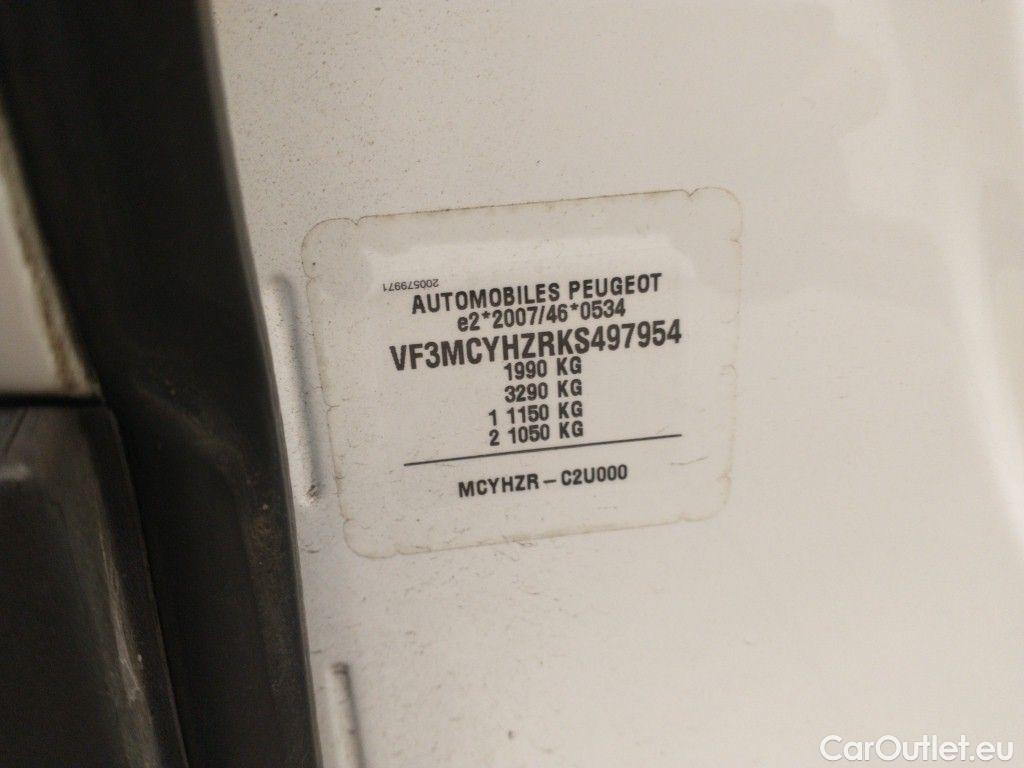 200579971
AUTOMOBILES PEUGEOT
e2*2007/46*0534
VF3MCYHZRKS497954
1990 KG
3290 KG
1 1150 KG
2 1050 KG
MCYHZR – C2U000
CarOutlet.eu